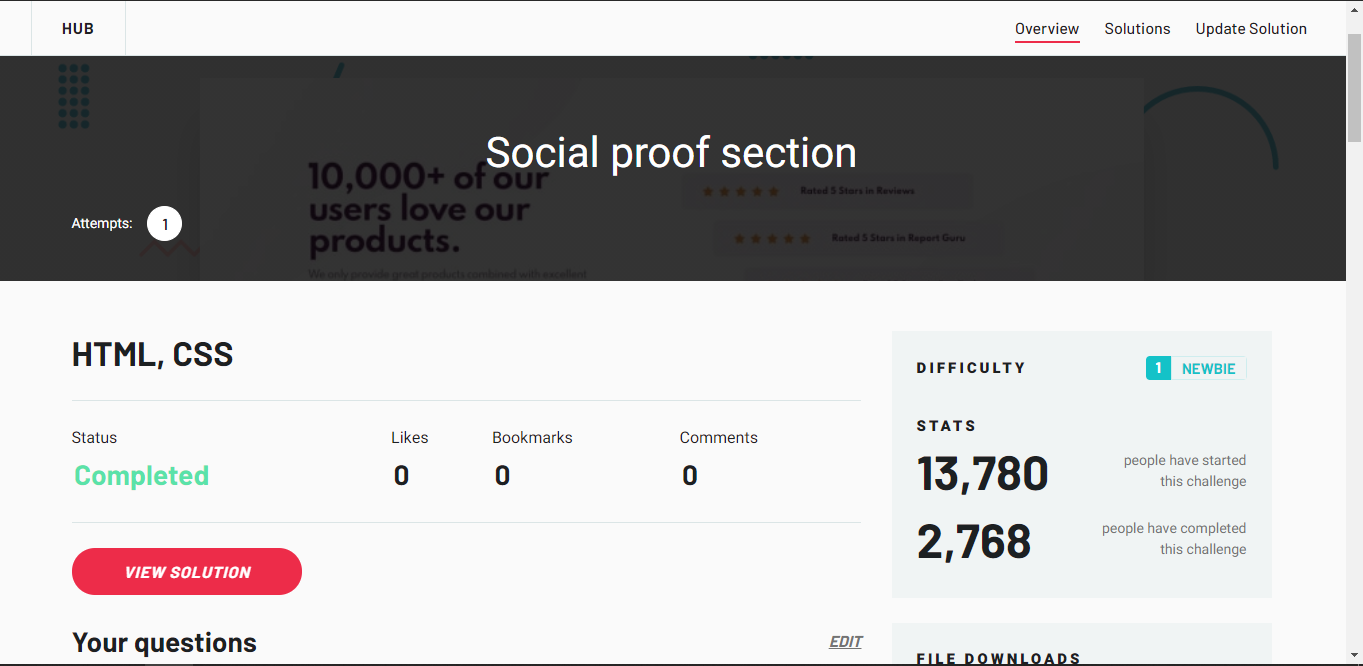 HUB
Overview Solutions Update Solution
Social proof section
10,000+ of our
users love our
products.
We only provide great products combined with excellent
Rated 5 Stars in Reviews
Rated 5 Stars in Report Guru
Attempts: 1
HTML, CSS
Status Likes Bookmarks Comments
Completed 0 0 0
VIEW SOLUTION
Your questions EDIT
DIFFICULTY 1 NEWBIE
STATS
13,780 people have started
this challenge
2,768 people have completed
this challenge
FILE DOWNLOADS